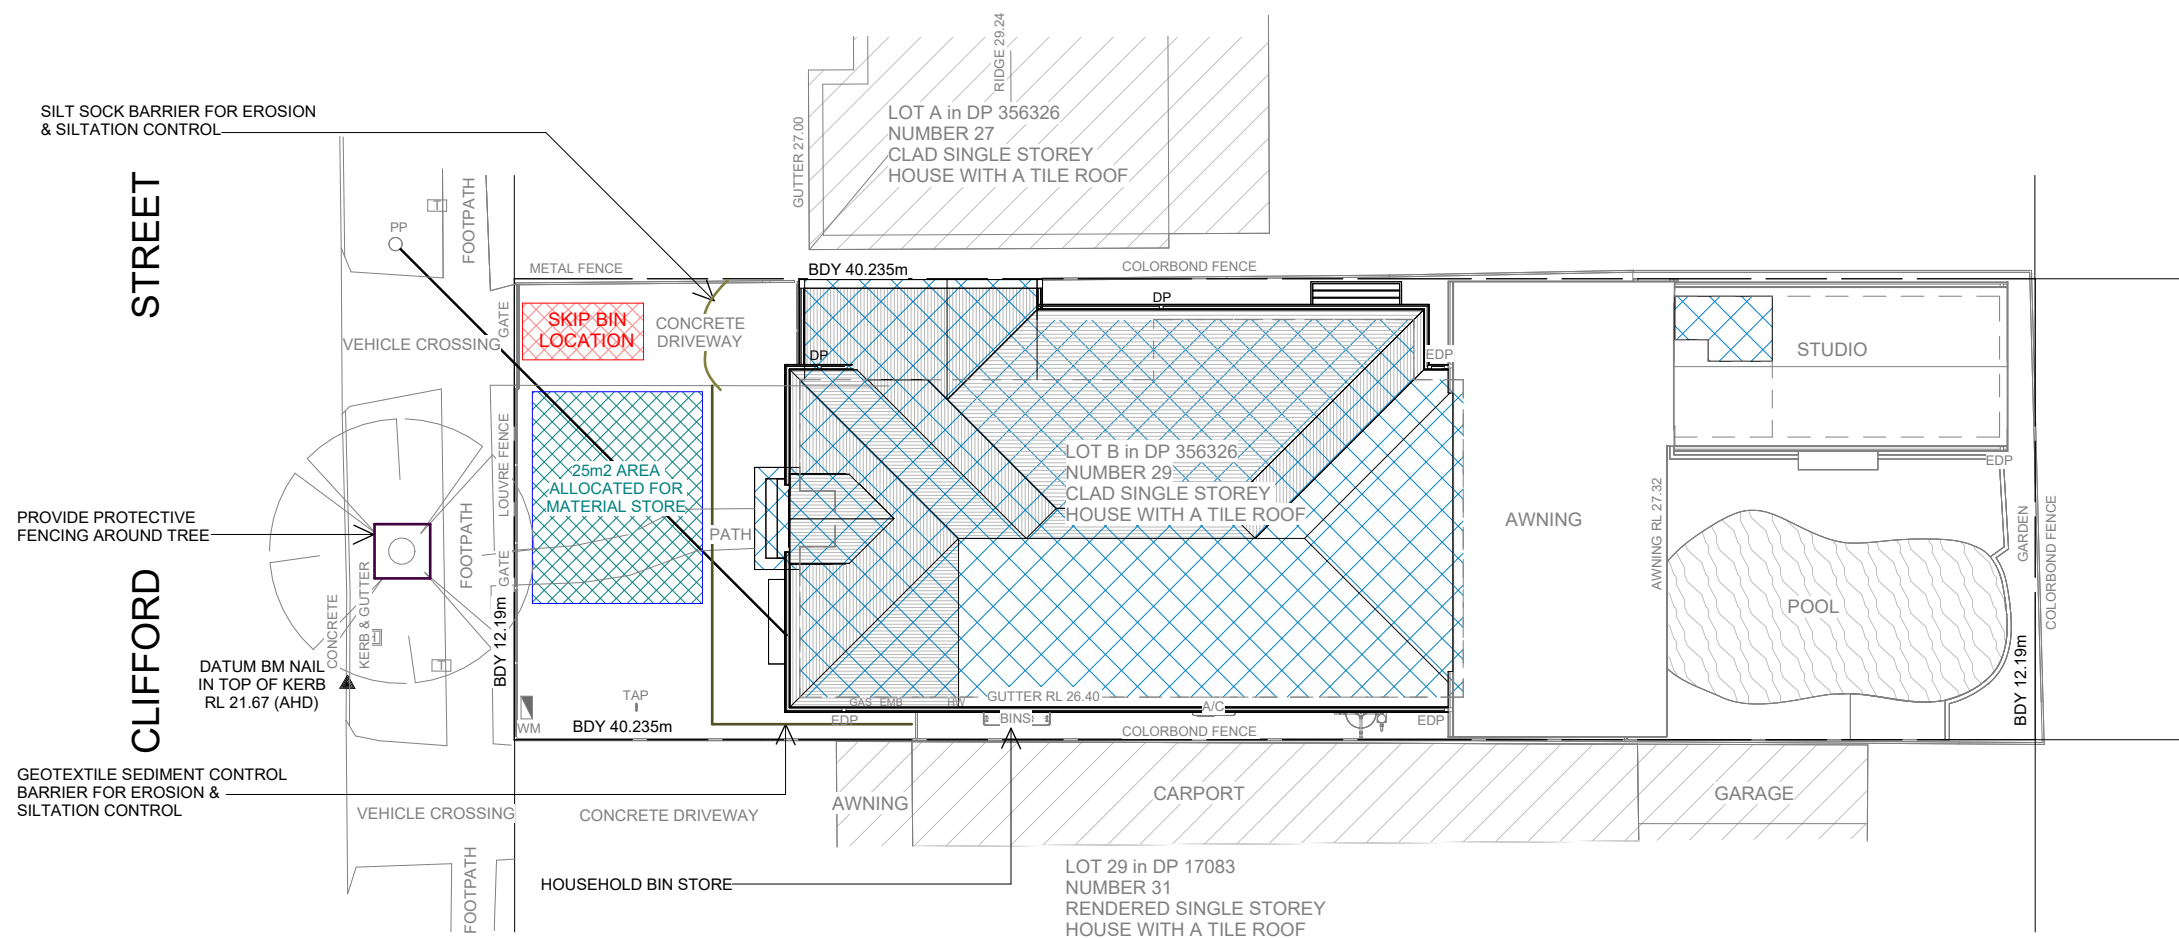 RIDGE 29.24
SILT SOCK BARRIER FOR EROSION
& SILTATION CONTROL
LOT A in DP 356326
NUMBER 27
CLAD SINGLE STOREY
HOUSE WITH A TILE ROOF
GUTTER 27.00
STREET
FOOTPATH
T
PP
METAL FENCE
BDY 40.235m
COLORBOND FENCE
DP
GATE
SKIP BIN
LOCATION
CONCRETE
DRIVEWAY
VEHICLE CROSSING
DP
EDP
STUDIO
LOUVRE FENCE
25m2 AREA
ALLOCATED FOR
MATERIAL STORE
LOT B in DP 356326
NUMBER 29
CLAD SINGLE STOREY
HOUSE WITH A TILE ROOF
EDP
AWNING
AWNING RL 27.32
GARDEN
COLORBOND FENCE
PROVIDE PROTECTIVE
FENCING AROUND TREE
FOOTPATH
GATE
PATH
POOL
CLIFFORD
CONCRETE
KERB & GUTTER
BDY 12.19m
BDY 12.19m
T
DATUM BM NAIL
IN TOP OF KERB
RL 21.67 (AHD)
TAP
GAS
EMB
HW
GUTTER RL 26.40
A/C
WM
BDY 40.235m
EDP
BINS
EDP
COLORBOND FENCE
GEOTEXTILE SEDIMENT CONTROL
BARRIER FOR EROSION &
SILTATION CONTROL
VEHICLE CROSSING
CONCRETE DRIVEWAY
AWNING
CARPORT
GARAGE
FOOTPATH
HOUSEHOLD BIN STORE
LOT 29 in DP 17083
NUMBER 31
RENDERED SINGLE STOREY
HOUSE WITH A TILE ROOF